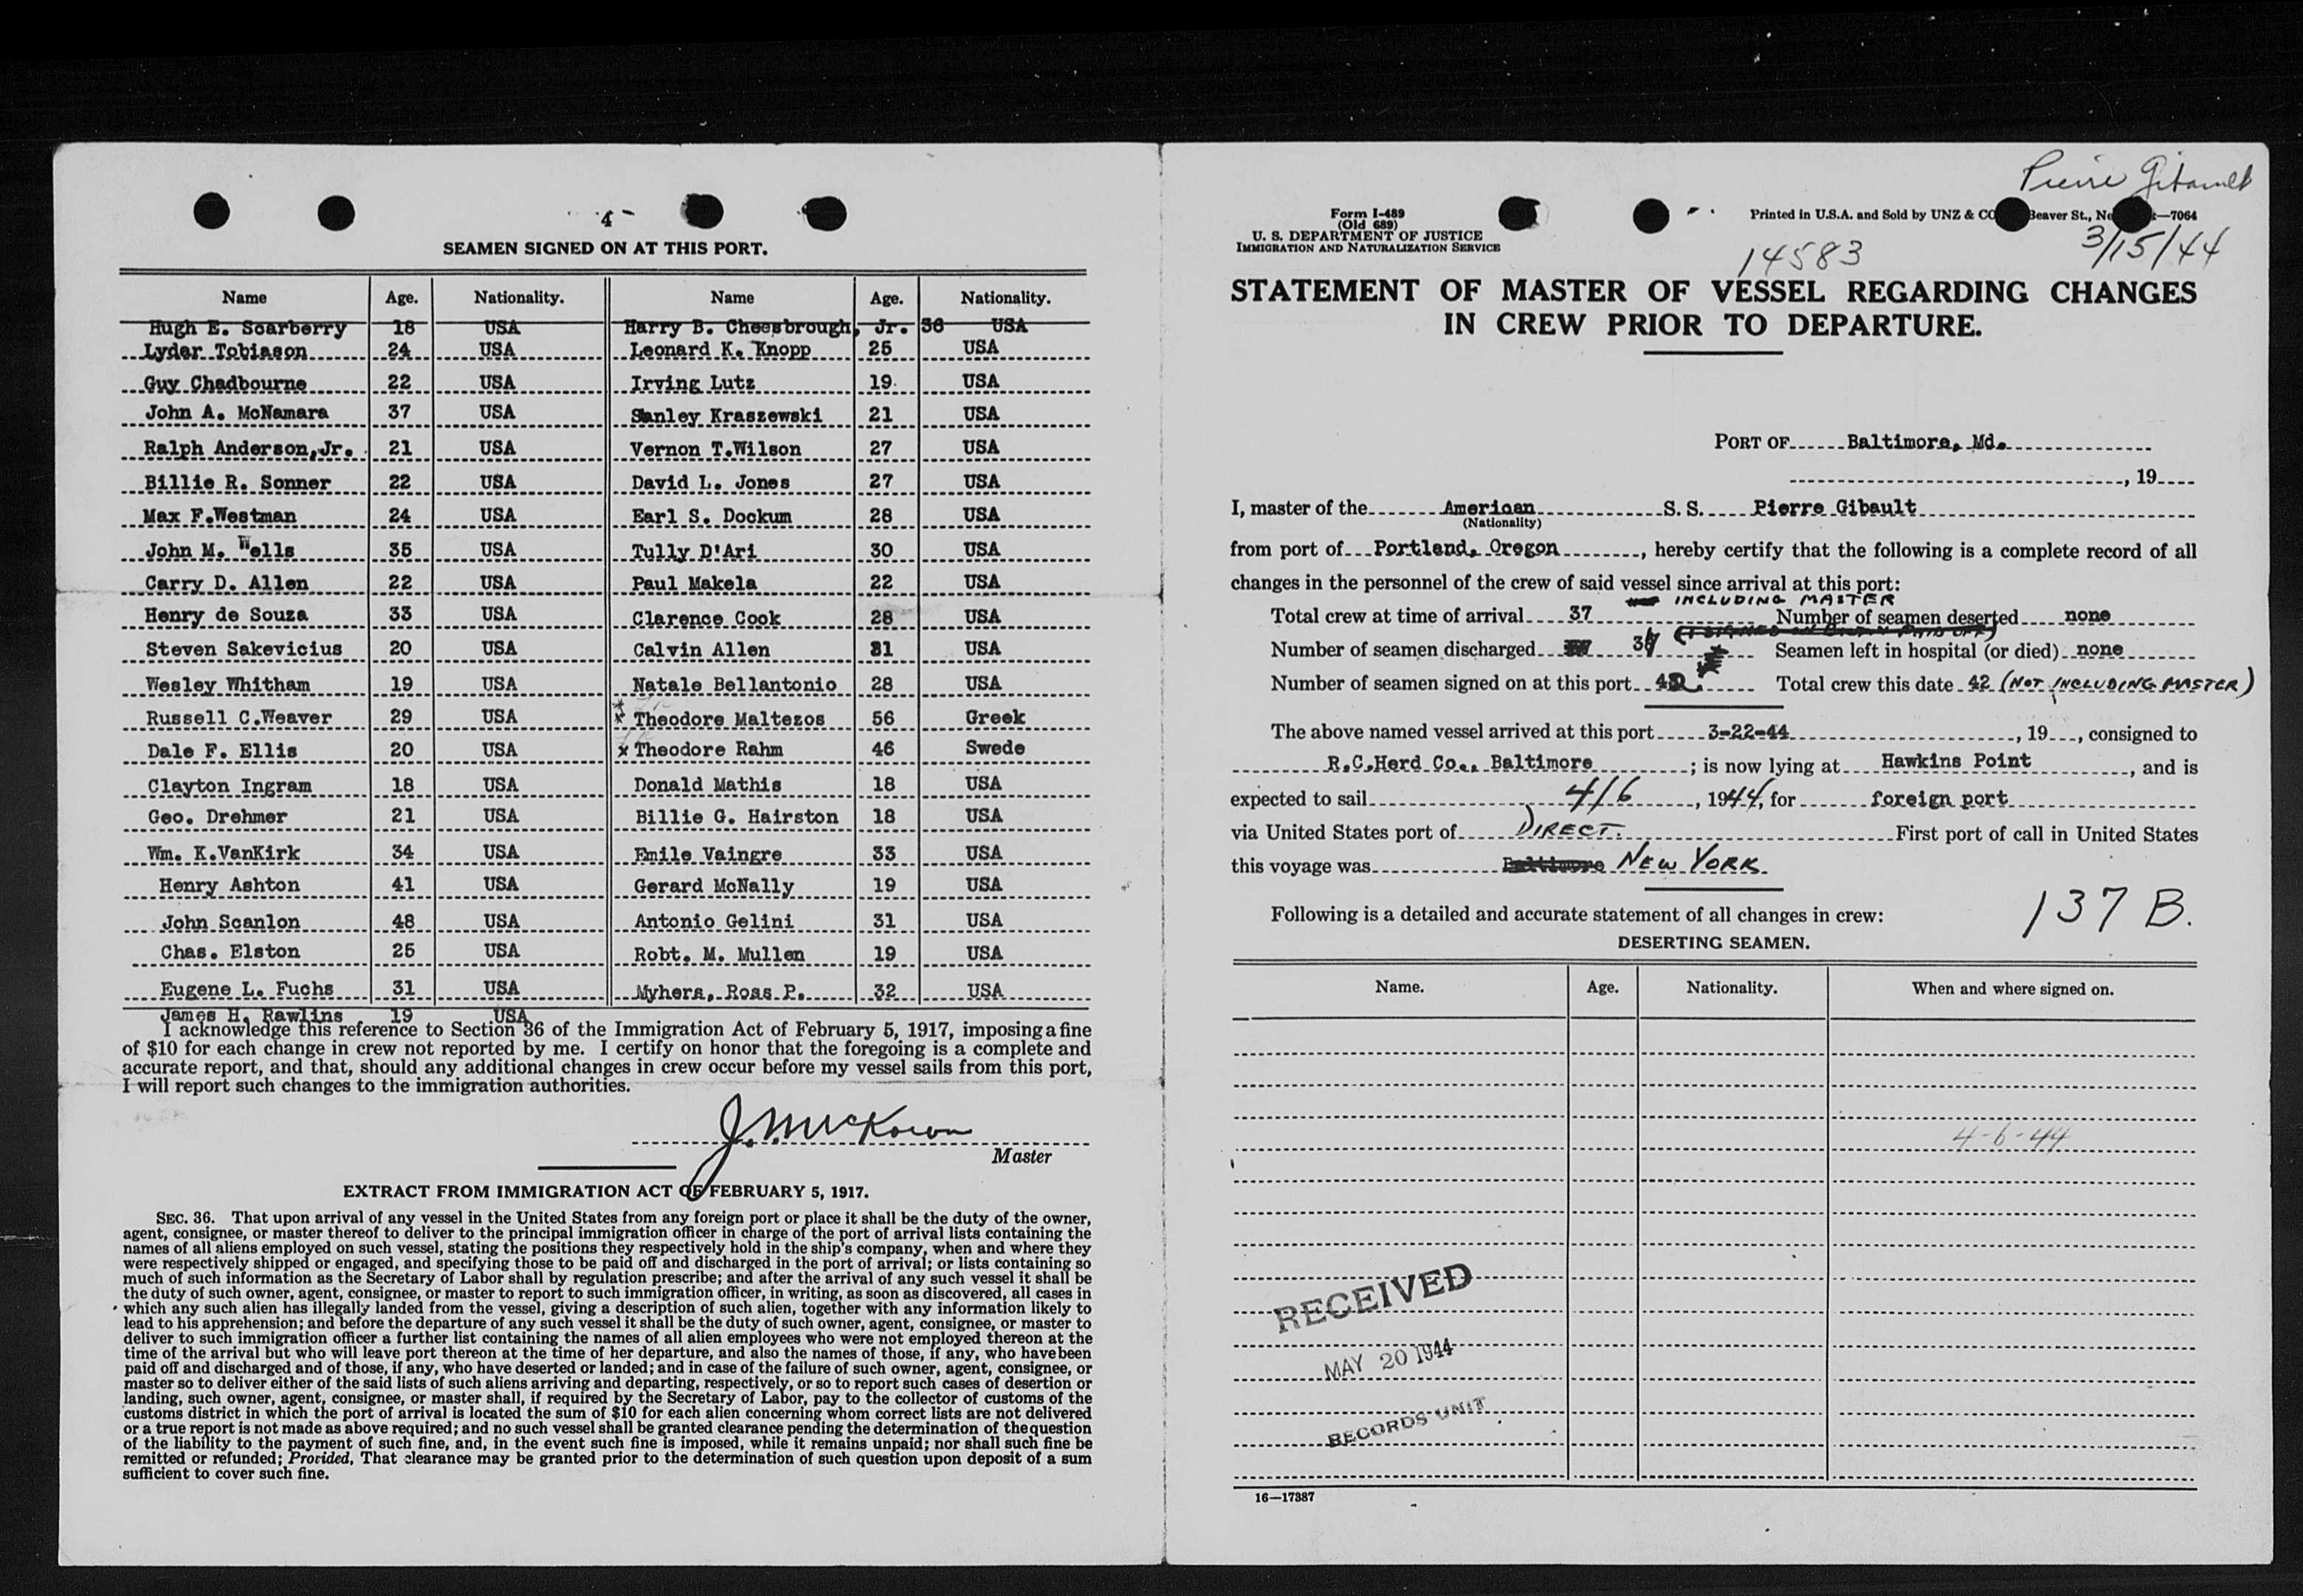 4
SEAMEN SIGNED ON AT THIS PORT.
Name Age. Nationality. Name Age. Nationality.
Hugh E. Scarberry 18 USA Harry B. Cheesbrough, Jr. 36 USA
Lyder Tobiason 24 USA Leonard K. Knopp 25 USA
Guy Chadbourne 22 USA Irving Lutz 19 USA
John A. McNamara 37 USA Sanley Kraszewski 21 USA
Ralph Anderson,Jr. 21 USA Vernon T.Wilson 27 USA
Billie R. Sonner 22 USA David L. Jones 27 USA
Max F.Westman 24 USA Earl S. Dockum 28 USA
John M. Wells 35 USA Tully D'Ari 30 USA
Carry D. Allen 22 USA Paul Makela 22 USA
Henry de Souza 33 USA Clarence Cook 28 USA
Steven Sakevicius 20 USA Calvin Allen 31 USA
Wesley Whitham 19 USA Natale Bellantonio 28 USA
Russell C.Weaver 29 USA x Theodore Maltezos 56 Greek
Dale F. Ellis 20 USA x Theodore Rahm 46 Swede
Clayton Ingram 18 USA Donald Mathis 18 USA
Geo. Drehmer 21 USA Billie G. Hairston 18 USA
Wm. K.VanKirk 34 USA Emile Vaingre 33 USA
Henry Ashton 41 USA Gerard McNally 19 USA
John Scanlon 48 USA Antonio Gelini 31 USA
Chas. Elston 25 USA Robt. M. Mullen 19 USA
Eugene L. Fuchs 31 USA Myhers, Ross P. 32 USA
James H. Rawlins 19 USA
I acknowledge this reference to Section 36 of the Immigration Act of February 5, 1917, imposing a fine
of $10 for each change in crew not reported by me. I certify on honor that the foregoing is a complete and
accurate report, and that, should any additional changes in crew occur before my vessel sails from this port,
I will report such changes to the immigration authorities.
J. M. McKown
Master
EXTRACT FROM IMMIGRATION ACT OF FEBRUARY 5, 1917.
SEC. 36. That upon arrival of any vessel in the United States from any foreign port or place it shall be the duty of the owner,
agent, consignee, or master thereof to deliver to the principal immigration officer in charge of the port of arrival lists containing the
names of all aliens employed on such vessel, stating the positions they respectively hold in the ship's company, when and where they
were respectively shipped or engaged, and specifying those to be paid off and discharged in the port of arrival; or lists containing so
much of such information as the Secretary of Labor shall by regulation prescribe; and after the arrival of any such vessel it shall be
the duty of such owner, agent, consignee, or master to report to such immigration officer, in writing, as soon as discovered, all cases in
which any such alien has illegally landed from the vessel, giving a description of such alien, together with any information likely to
lead to his apprehension; and before the departure of any such vessel it shall be the duty of such owner, agent, consignee, or master to
deliver to such immigration officer a further list containing the names of all alien employees who were not employed thereon at the
time of the arrival but who will leave port thereon at the time of her departure, and also the names of those, if any, who have been
paid off and discharged and of those, if any, who have deserted or landed; and in case of the failure of such owner, agent, consignee, or
master so to deliver either of the said lists of such aliens arriving and departing, respectively, or so to report such cases of desertion or
landing, such owner, agent, consignee, or master shall, if required by the Secretary of Labor, pay to the collector of customs of the
customs district in which the port of arrival is located the sum of $10 for each alien concerning whom correct lists are not delivered
or a true report is not made as above required; and no such vessel shall be granted clearance pending the determination of the question
of the liability to the payment of such fine, and, in the event such fine is imposed, while it remains unpaid; nor shall such fine be
remitted or refunded; Provided, That clearance may be granted prior to the determination of such question upon deposit of a sum
sufficient to cover such fine.
Pierre Gibault
Form I-489
(Old 689)
U. S. DEPARTMENT OF JUSTICE
IMMIGRATION AND NATURALIZATION SERVICE
Printed in U.S.A. and Sold by UNZ & CO Beaver St., —7064
14583
3/15/44
STATEMENT OF MASTER OF VESSEL REGARDING CHANGES
IN CREW PRIOR TO DEPARTURE.
PORT OF Baltimore, Md.
, 19
I, master of the American S. S. Pierre Gibault
(Nationality)
from port of Portland, Oregon, hereby certify that the following is a complete record of all
changes in the personnel of the crew of said vessel since arrival at this port:
INCLUDING MASTER
Total crew at time of arrival 37 Number of seamen deserted none
Number of seamen discharged Seamen left in hospital (or died) none
Number of seamen signed on at this port 42 Total crew this date 42 (NOT INCLUDING MASTER)
The above named vessel arrived at this port 3-22-44, 19, consigned to
R.C.Herd Co., Baltimore; is now lying at Hawkins Point, and is
expected to sail 4/6, 1944, for foreign port
via United States port of DIRECT. First port of call in United States
this voyage was Baltimore NEW YORK
Following is a detailed and accurate statement of all changes in crew:
137 B.
DESERTING SEAMEN.
Name. Age. Nationality. When and where signed on.
4-6-44
RECEIVED
MAY 20 1944
RECORDS UNIT
16—17387